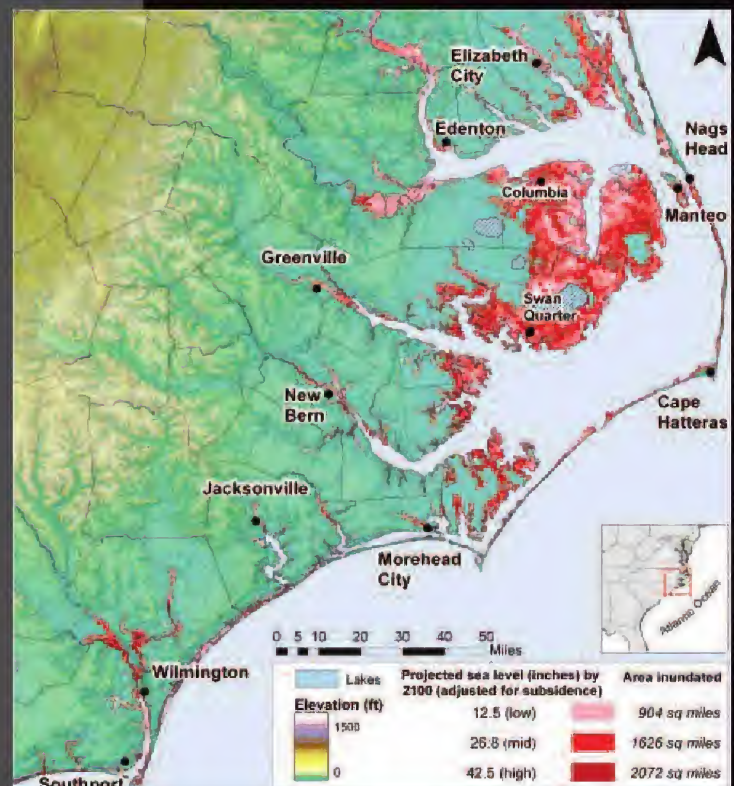 Elizabeth
City
Edenton
Nags
Head
Columbia
Manteo
Greenville
Swan
Quarter
New
Bern
Cape
Hatteras
Jacksonville
Morehead
City
Atlantic Ocean
0 5 10 20 30 40 50
Miles
Wilmington
Lakes
Projected sea level (inches) by
2100 (adjusted for subsidence)
Area inundated
Elevation (ft)
1500
0
12.5 (low)
904 sq miles
26.8 (mid)
1626 sq miles
42.5 (high)
2072 sq miles
Southport